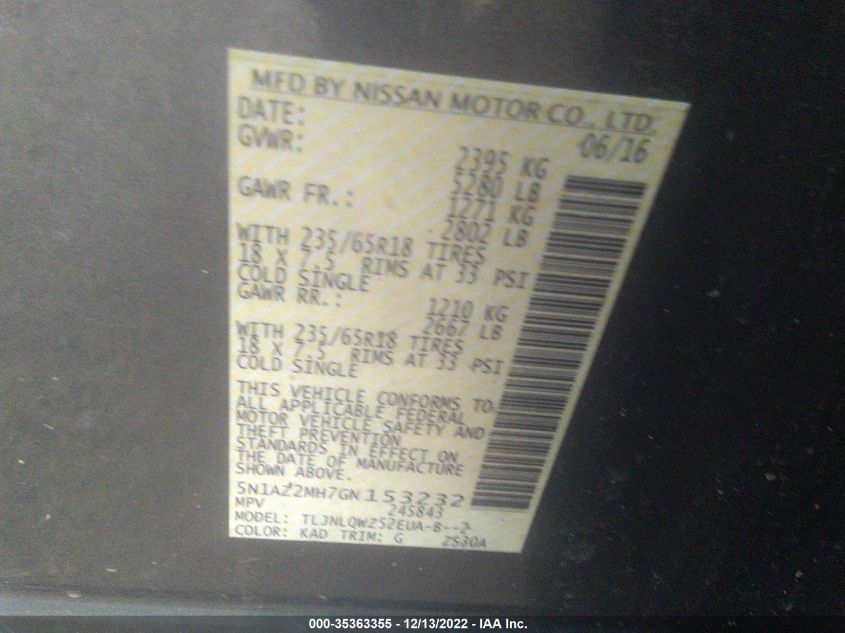 MFD BY NISSAN MOTOR CO., LTD.
DATE: 06/16
GVWR: 2395 KG
5280 LB
GAWR FR.: 1271 KG
2802 LB
WITH 235/65R18 TIRES
18 X 7.5 RIMS AT 33 PSI
COLD SINGLE
GAWR RR.: 1210 KG
2667 LB
WITH 235/65R18 TIRES
18 X 7.5 RIMS AT 33 PSI
COLD SINGLE
THIS VEHICLE CONFORMS TO
ALL APPLICABLE FEDERAL
MOTOR VEHICLE SAFETY AND
THEFT PREVENTION
STANDARDS IN EFFECT ON
THE DATE OF MANUFACTURE
SHOWN ABOVE.
5N1AZ2MH7GN153232
MPV 245843
MODEL: TLJNLQWZ52EUA-B--2
COLOR: KAD TRIM: G Z530A
000-35363355 - 12/13/2022 - IAA Inc.